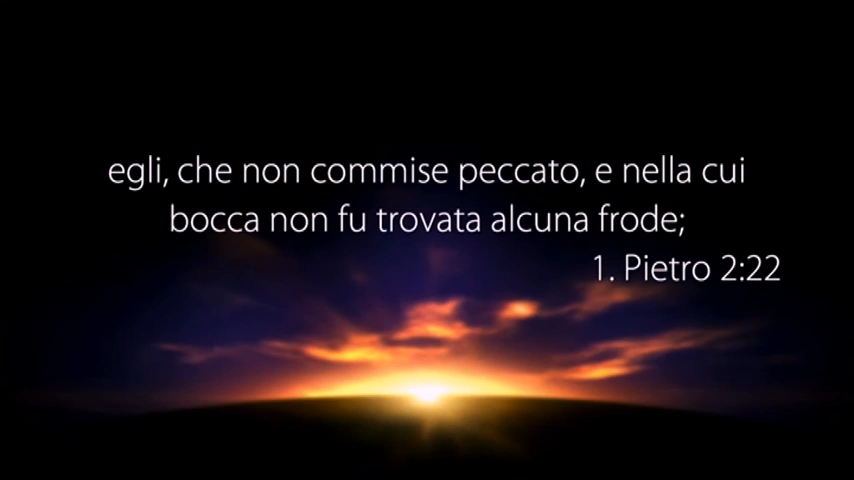 egli, che non commise peccato, e nella cui
bocca non fu trovata alcuna frode;
1. Pietro 2:22